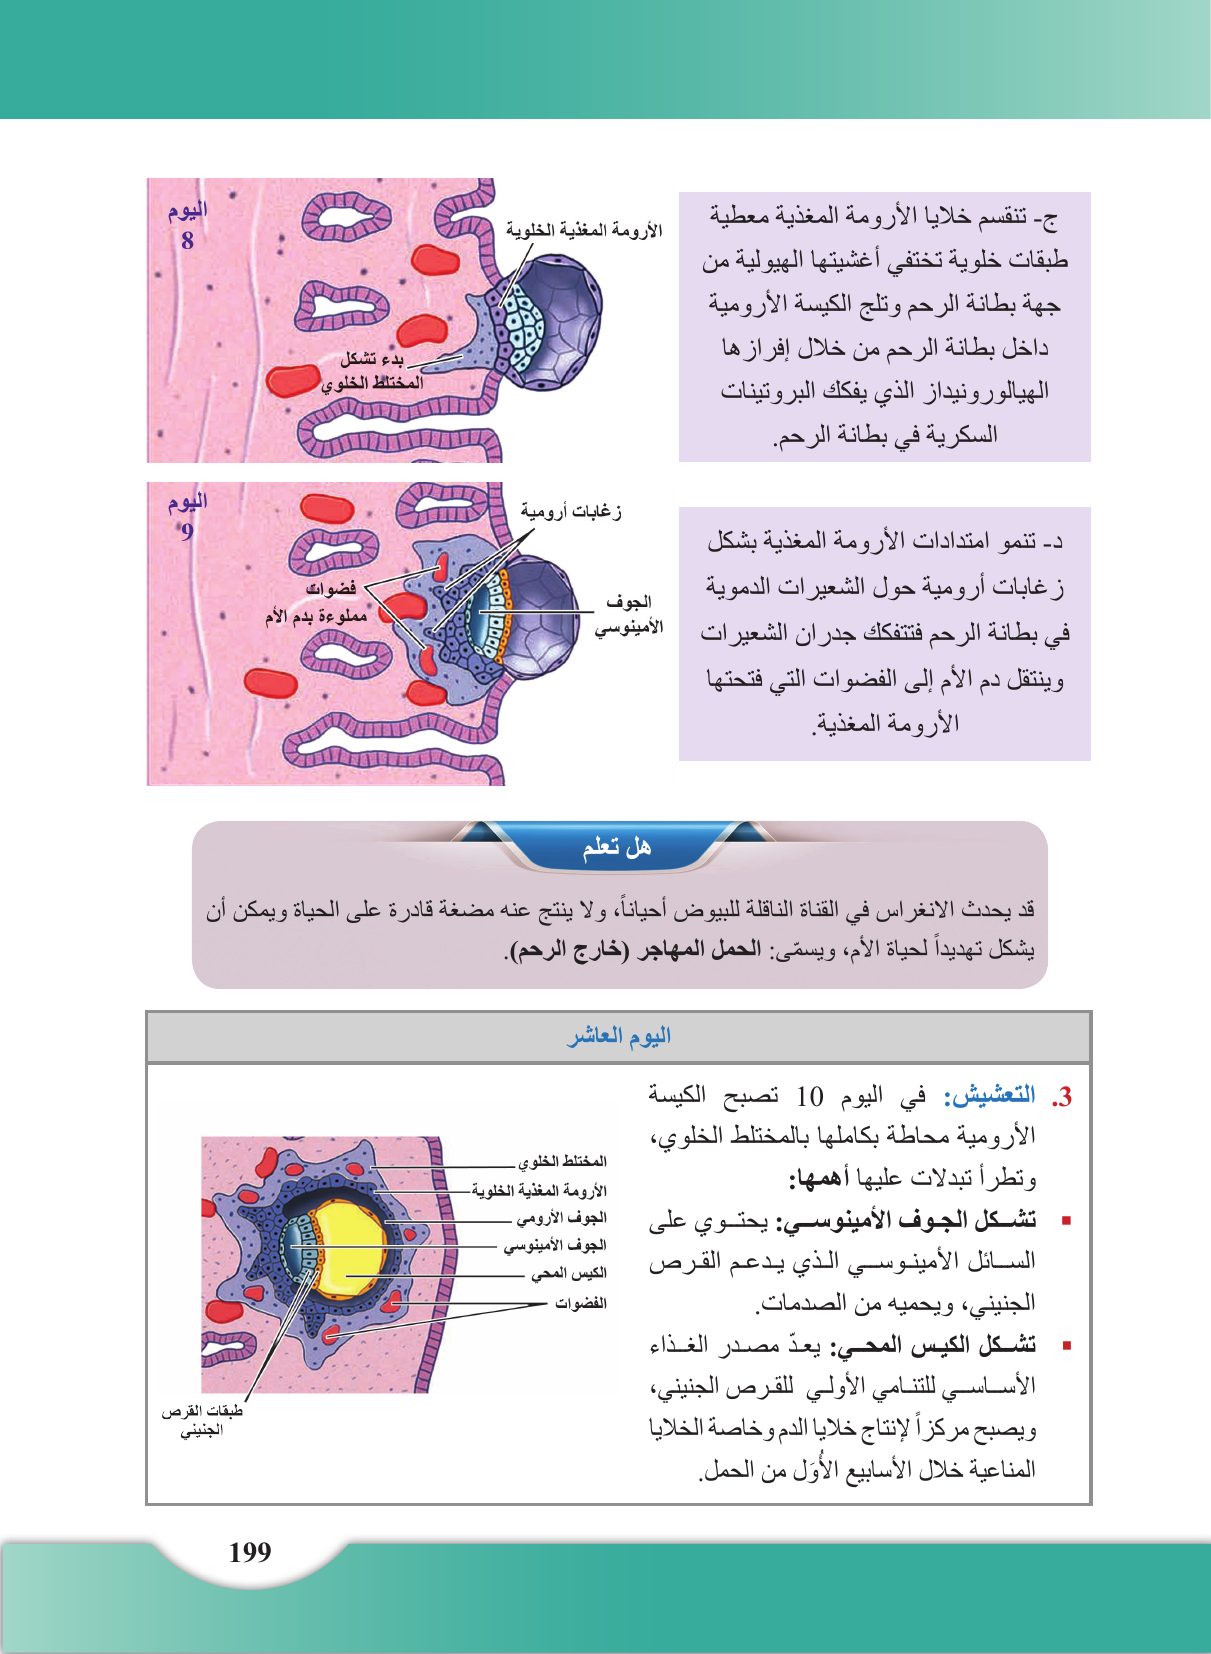 ج- تنقسم خلايا الأرومة المغذية معطية
طبقات خلوية تختفي أغشيتها الهيولية من
جهة بطانة الرحم وتلج الكيسة الأرومية
داخل بطانة الرحم من خلال إفرازها
الهيالورونيداز الذي يفكك البروتينات
السكرية في بطانة الرحم.
اليوم
8
الأرومة المغذية الخلوية
بدء تشكل
المختلط الخلوي
د- تنمو امتدادات الأرومة المغذية بشكل
زغابات أرومية حول الشعيرات الدموية
في بطانة الرحم فتتفكك جدران الشعيرات
وينتقل دم الأم إلى الفضوات التي فتحتها
الأرومة المغذية.
اليوم
9
زغابات أرومية
فضوات
مملوءة بدم الأم
الجوف
الأمينوسي
هل تعلم
قد يحدث الانغراس في القناة الناقلة للبيوض أحياناً، ولا ينتج عنه مضغة قادرة على الحياة ويمكن أن
يشكل تهديداً لحياة الأم، ويسمّى: الحمل المهاجر (خارج الرحم).
اليوم العاشر
3. التعشيش: في اليوم 10 تصبح الكيسة
الأرومية محاطة بكاملها بالمختلط الخلوي،
وتطرأ تبدلات عليها أهمها:
▪ تشكل الجوف الأمينوسي: يحتوي على
السائل الأمينوسي الذي يدعم القرص
الجنيني، ويحميه من الصدمات.
▪ تشكل الكيس المحي: يعدّ مصدر الغذاء
الأساسي للتنامي الأولي للقرص الجنيني،
ويصبح مركزاً لإنتاج خلايا الدم وخاصة الخلايا
المناعية خلال الأسابيع الأُوَل من الحمل.
المختلط الخلوي
الأرومة المغذية الخلوية
الجوف الأرومي
الجوف الأمينوسي
الكيس المحي
الفضوات
طبقات القرص
الجنيني
199